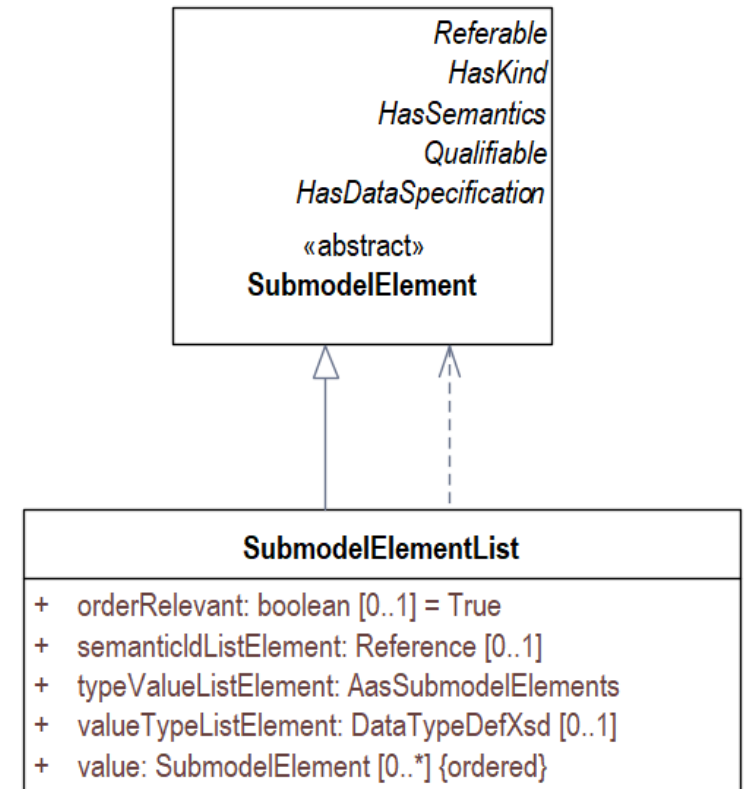 Referable
HasKind
HasSemantics
Qualifiable
HasDataSpecification
«abstract»
SubmodelElement
SubmodelElementList
+ orderRelevant: boolean [0..1] = True
+ semanticIdListElement: Reference [0..1]
+ typeValueListElement: AasSubmodelElements
+ valueTypeListElement: DataTypeDefXsd [0..1]
+ value: SubmodelElement [0..*] {ordered}